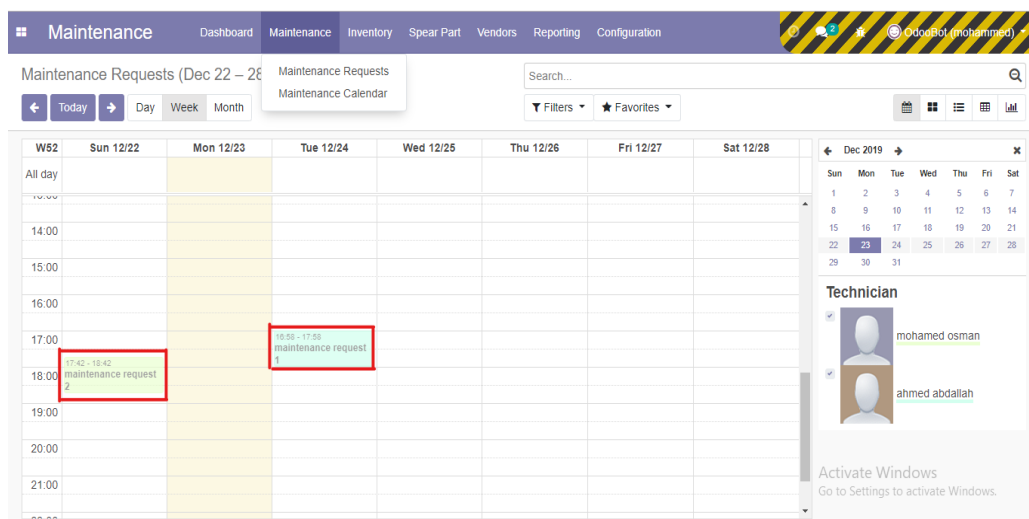 Maintenance Dashboard Maintenance Inventory Spear Part Vendors Reporting Configuration 2 OdooBot (mohammed)
Maintenance Requests (Dec 22 – 28
Maintenance Requests
Maintenance Calendar
Search...
Today Day Week Month
Filters Favorites
W52 Sun 12/22 Mon 12/23 Tue 12/24 Wed 12/25 Thu 12/26 Fri 12/27 Sat 12/28
All day
14:00
15:00
16:00
17:00
18:00
19:00
20:00
21:00
16:58 - 17:58
maintenance request
1
17:42 - 18:42
maintenance request
2
Dec 2019
Sun Mon Tue Wed Thu Fri Sat
1 2 3 4 5 6 7
8 9 10 11 12 13 14
15 16 17 18 19 20 21
22 23 24 25 26 27 28
29 30 31
Technician
mohamed osman
ahmed abdallah
Activate Windows
Go to Settings to activate Windows.